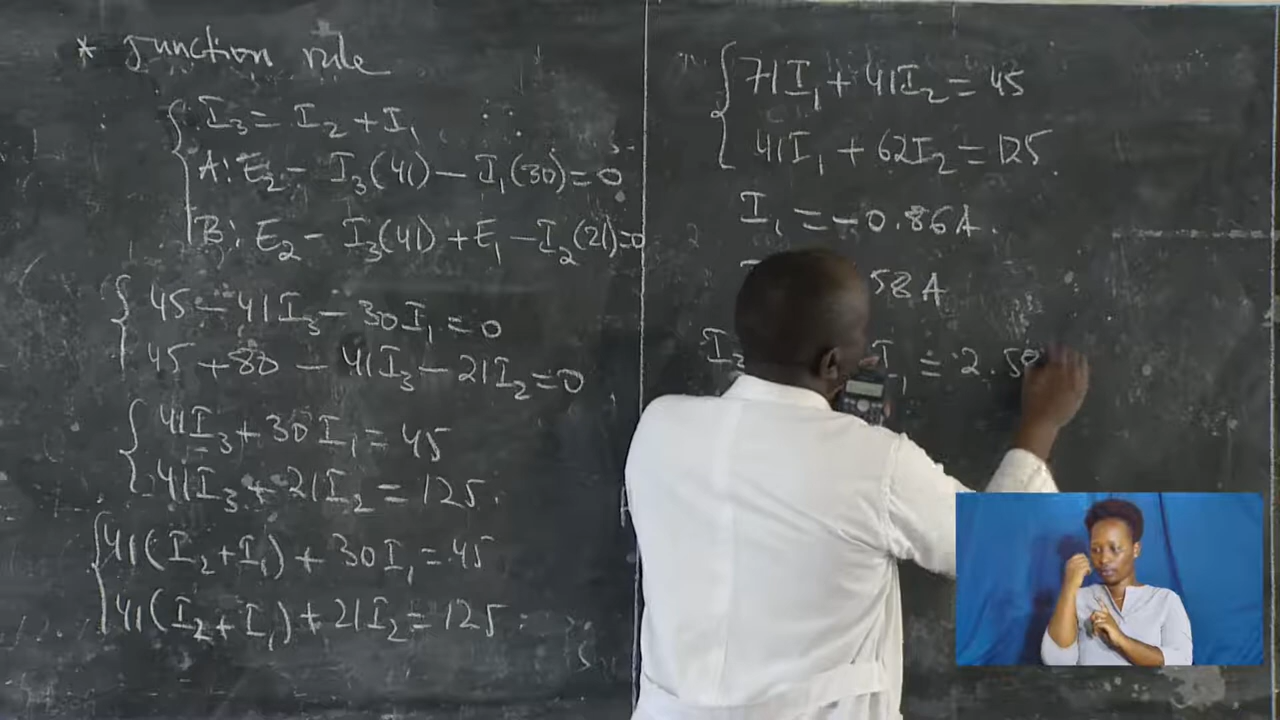 * Junction rule
I₃ = I₂ + I₁
A: E₂ - I₃(41) - I₁(30) = 0
B: E₂ - I₃(41) + E₁ - I₂(21) = 0
45 - 41I₃ - 30I₁ = 0
45 + 80 - 41I₃ - 21I₂ = 0
41I₃ + 30I₁ = 45
41I₃ + 21I₂ = 125.
41(I₂ + I₁) + 30I₁ = 45
41(I₂ + I₁) + 21I₂ = 125
71I₁ + 41I₂ = 45
41I₁ + 62I₂ = 125.
I₁ = -0.86A.
58 A
I₁ = 2.58